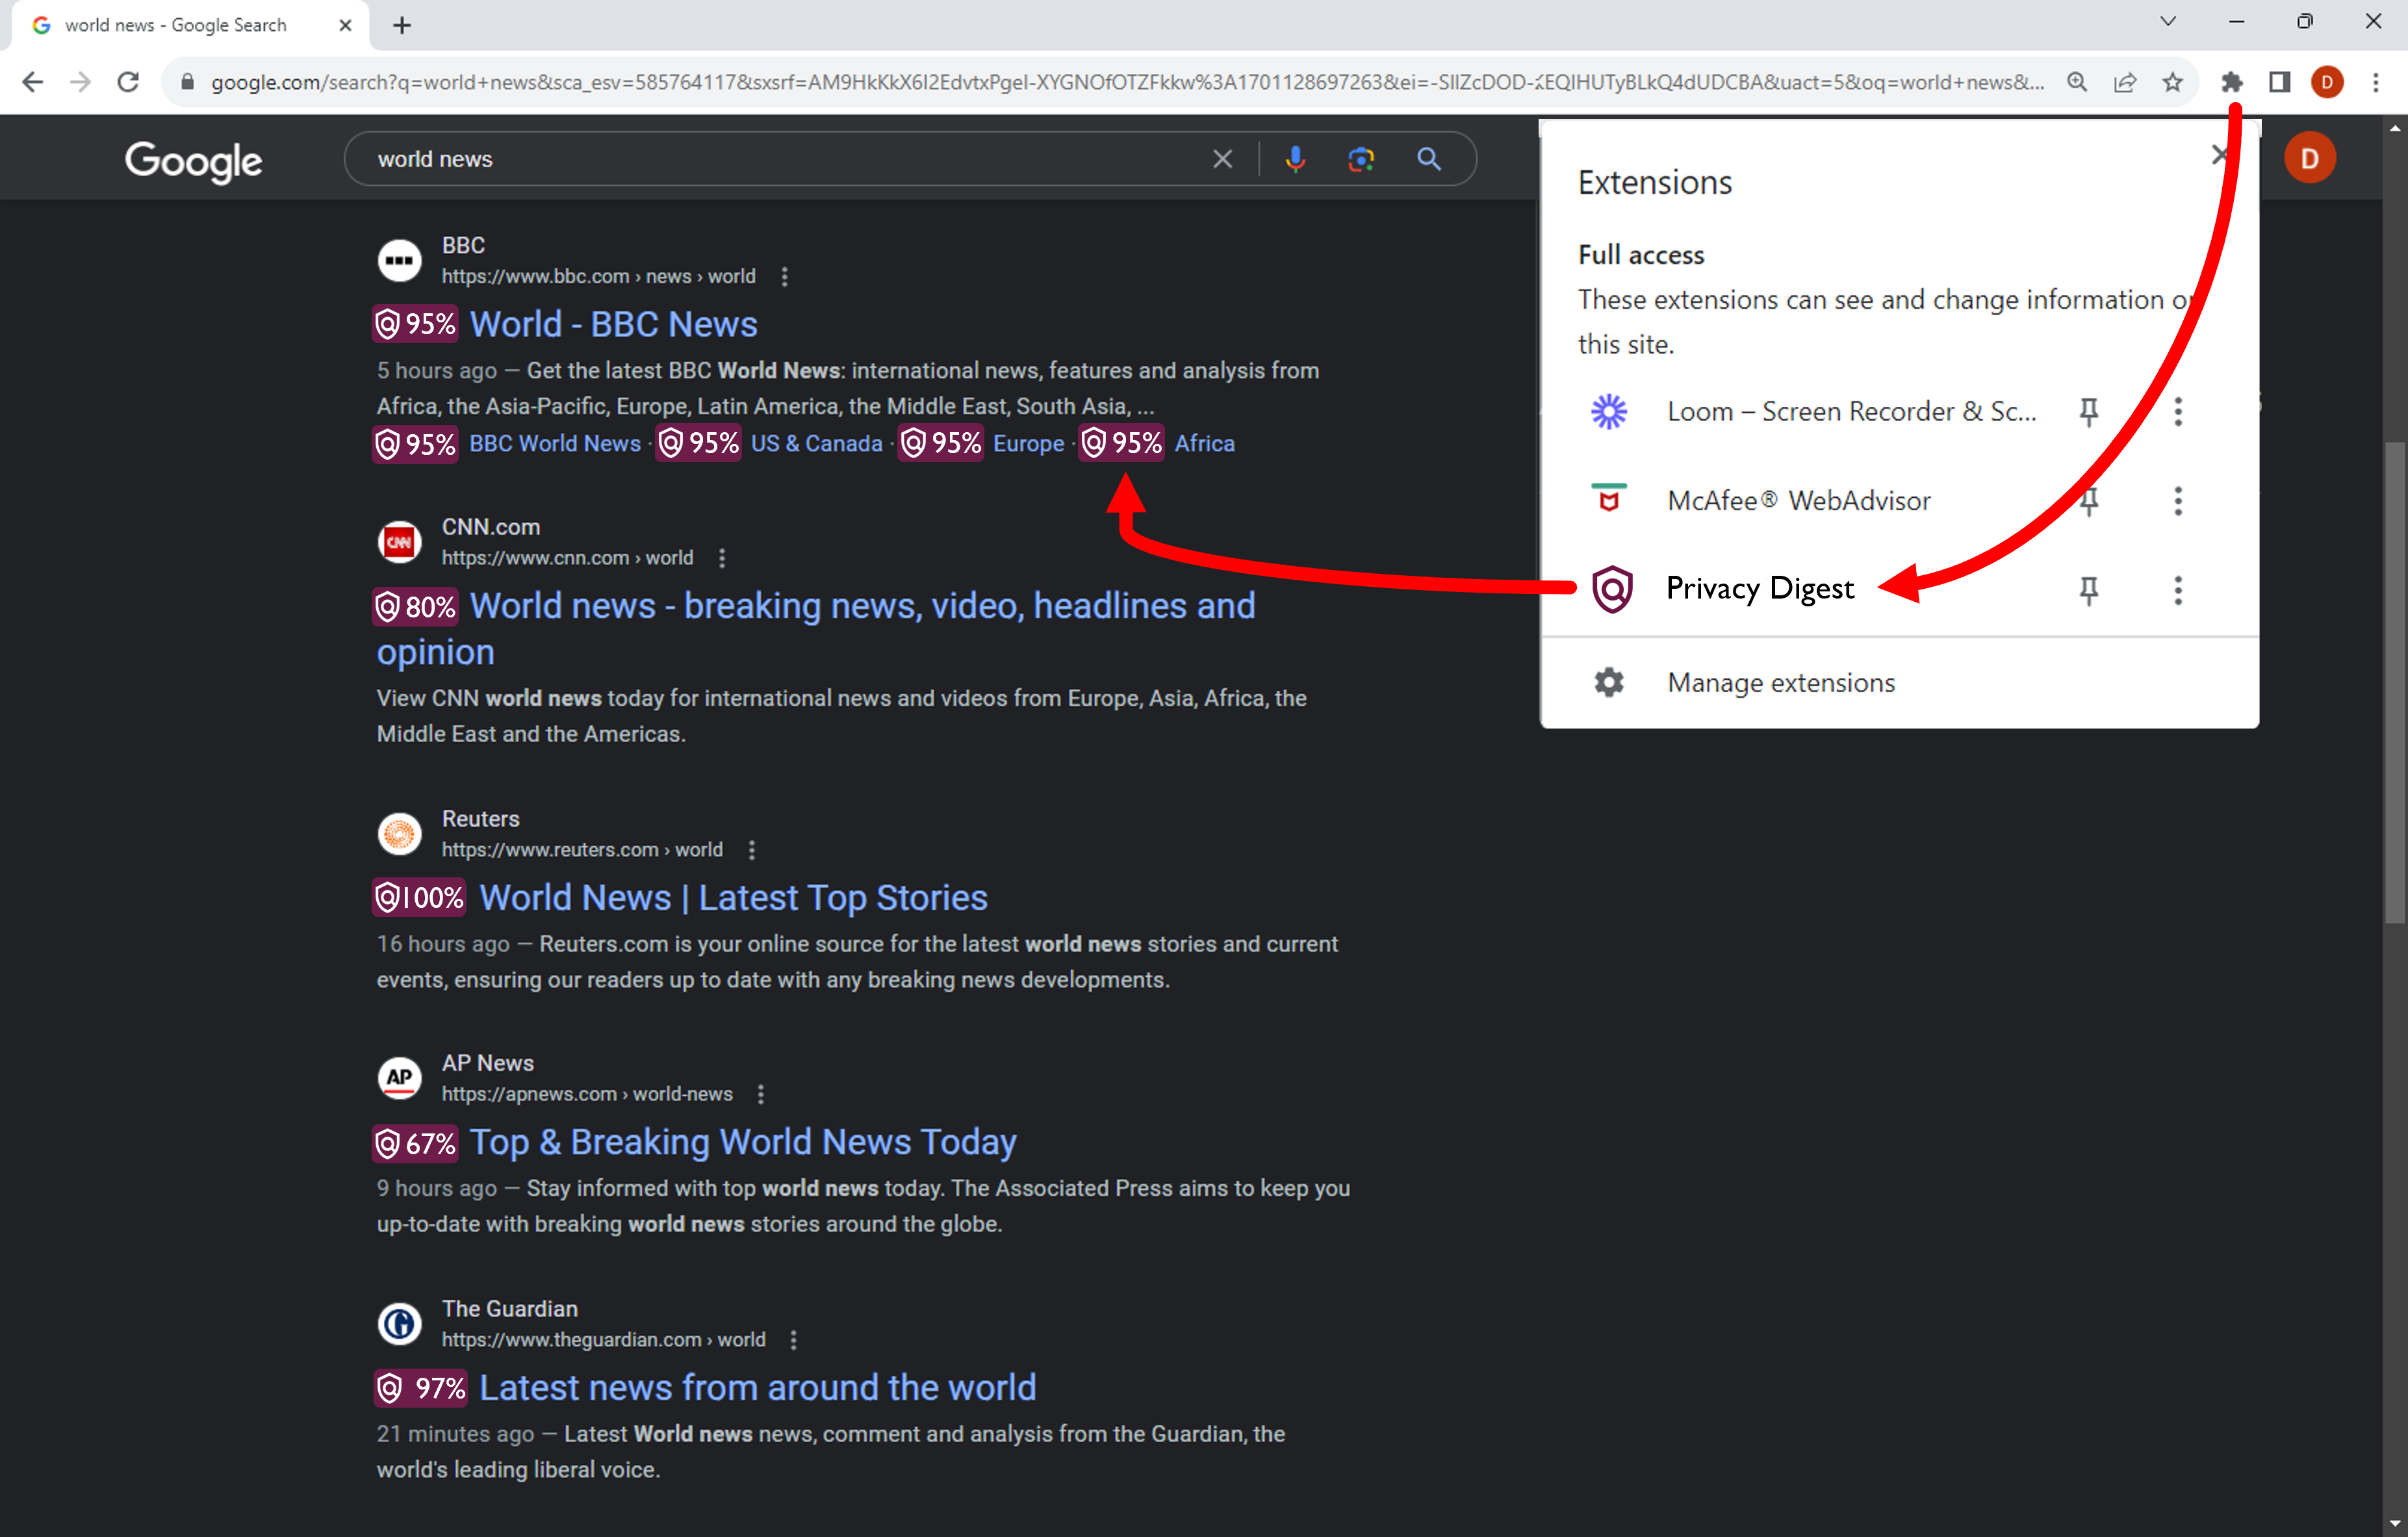 world news - Google Search
google.com/search?q=world+news&sca_esv=585764117&sxsrf=AM9HkKkX6I2EdvtxPgeI-XYGNOfOTZFkkw%3A1701128697263&ei=-SIlZcDOD-
EQIHUTyBLkQ4dUDCBA&uact=5&oq=world+news&...
D
Google
world news
D
BBC
https://www.bbc.com › news › world
95% World - BBC News
5 hours ago — Get the latest BBC World News: international news, features and analysis from
Africa, the Asia-Pacific, Europe, Latin America, the Middle East, South Asia, ...
95% BBC World News · 95% US & Canada · 95% Europe · 95% Africa
CNN.com
CNN
https://www.cnn.com › world
80% World news - breaking news, video, headlines and
opinion
View CNN world news today for international news and videos from Europe, Asia, Africa, the
Middle East and the Americas.
Reuters
https://www.reuters.com › world
100% World News | Latest Top Stories
16 hours ago — Reuters.com is your online source for the latest world news stories and current
events, ensuring our readers up to date with any breaking news developments.
AP News
AP
https://apnews.com › world-news
67% Top & Breaking World News Today
9 hours ago — Stay informed with top world news today. The Associated Press aims to keep you
up-to-date with breaking world news stories around the globe.
The Guardian
https://www.theguardian.com › world
97% Latest news from around the world
21 minutes ago — Latest World news news, comment and analysis from the Guardian, the
world's leading liberal voice.
Extensions
Full access
These extensions can see and change information
this site.
Loom – Screen Recorder & Sc...
McAfee® WebAdvisor
Privacy Digest
Manage extensions